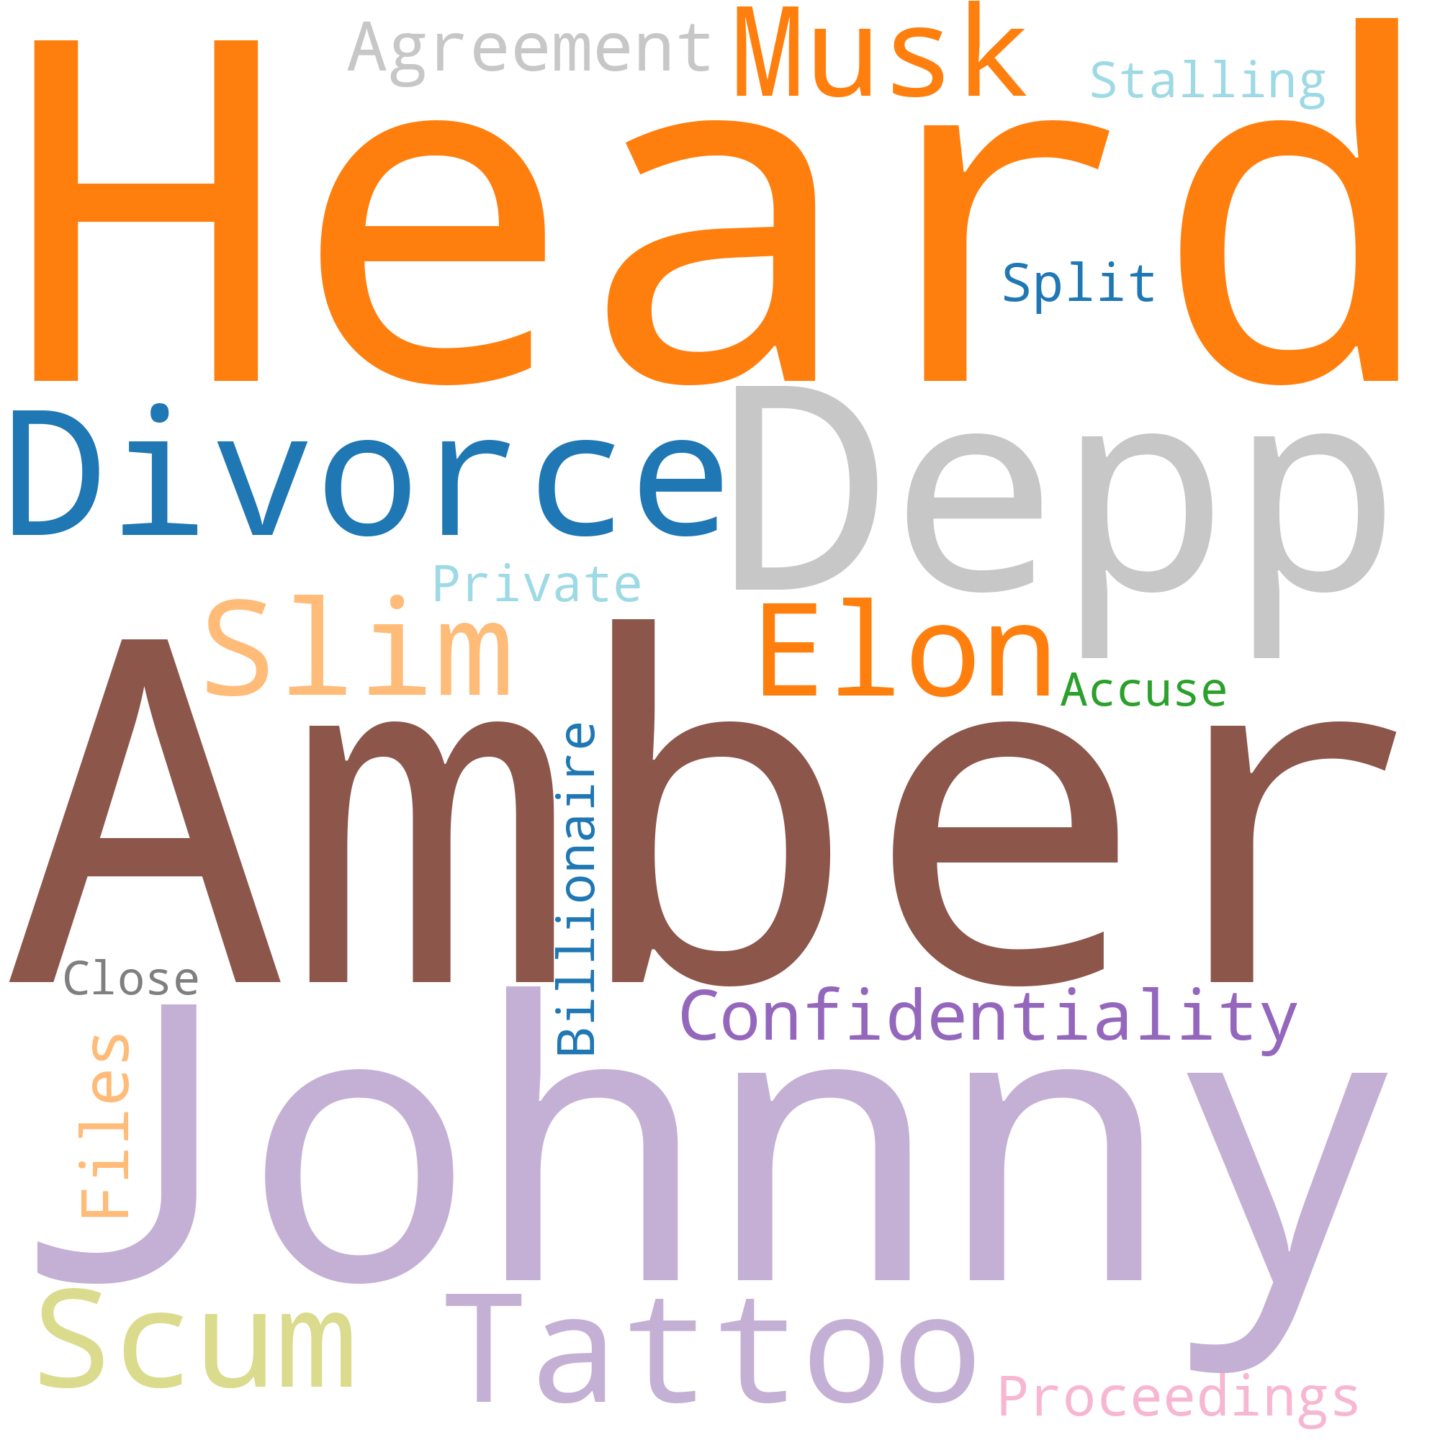 Agreement
Musk
Stalling
Heard
Split
Divorce
Depp
Private
Slim
Elon
Accuse
Amber
Billionaire
Close
Confidentiality
Files
Johnny
Scum
Tattoo
Proceedings